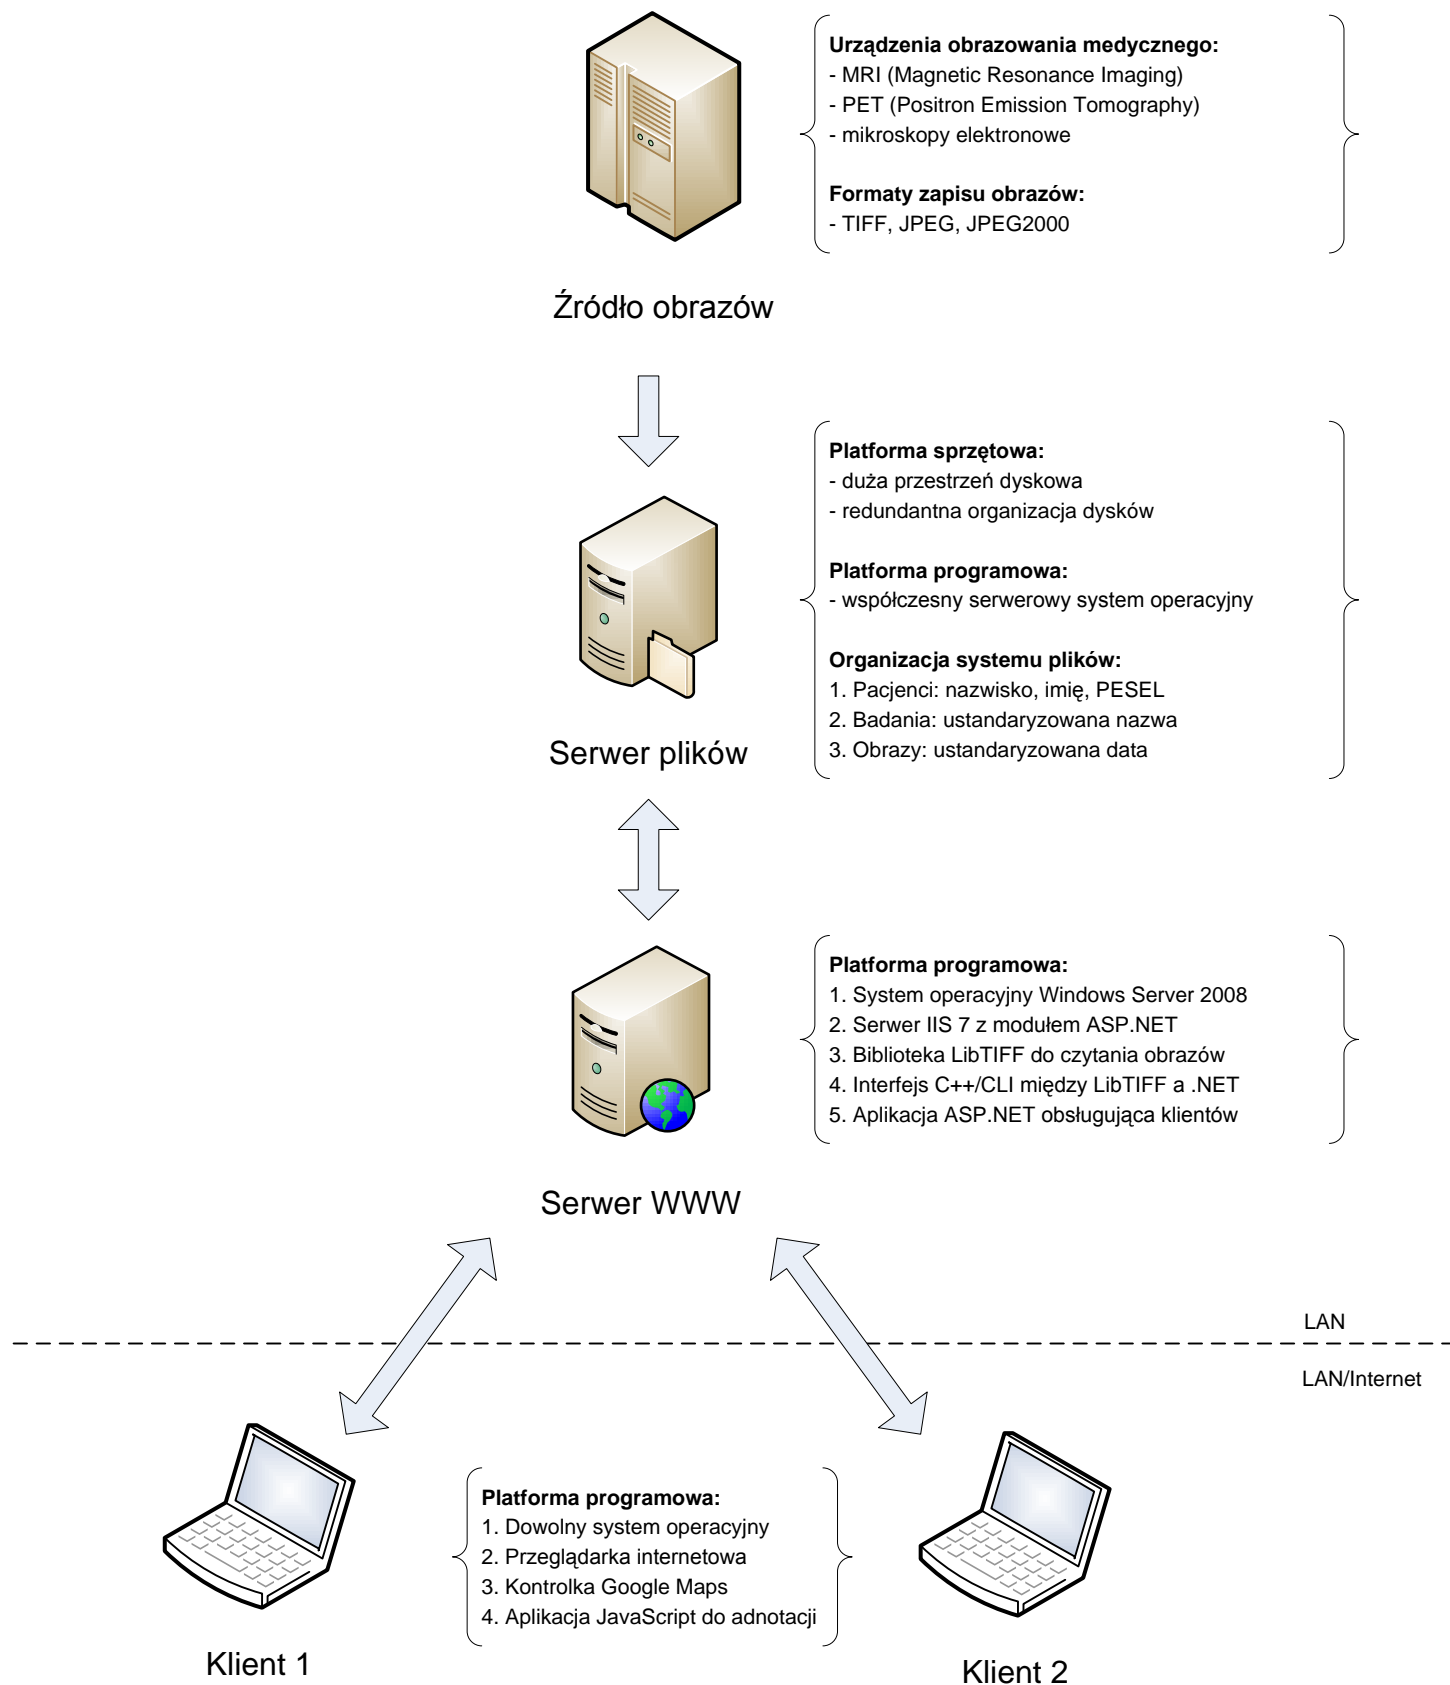 Urządzenia obrazowania medycznego:
- MRI (Magnetic Resonance Imaging)
- PET (Positron Emission Tomography)
- mikroskopy elektronowe
Formaty zapisu obrazów:
- TIFF, JPEG, JPEG2000
Źródło obrazów
Platforma sprzętowa:
- duża przestrzeń dyskowa
- redundantna organizacja dysków
Platforma programowa:
- współczesny serwerowy system operacyjny
Organizacja systemu plików:
1. Pacjenci: nazwisko, imię, PESEL
2. Badania: ustandaryzowana nazwa
3. Obrazy: ustandaryzowana data
Serwer plików
Platforma programowa:
1. System operacyjny Windows Server 2008
2. Serwer IIS 7 z modułem ASP.NET
3. Biblioteka LibTIFF do czytania obrazów
4. Interfejs C++/CLI między LibTIFF a .NET
5. Aplikacja ASP.NET obsługująca klientów
Serwer WWW
LAN
LAN/Internet
Platforma programowa:
1. Dowolny system operacyjny
2. Przeglądarka internetowa
3. Kontrolka Google Maps
4. Aplikacja JavaScript do adnotacji
Klient 1
Klient 2